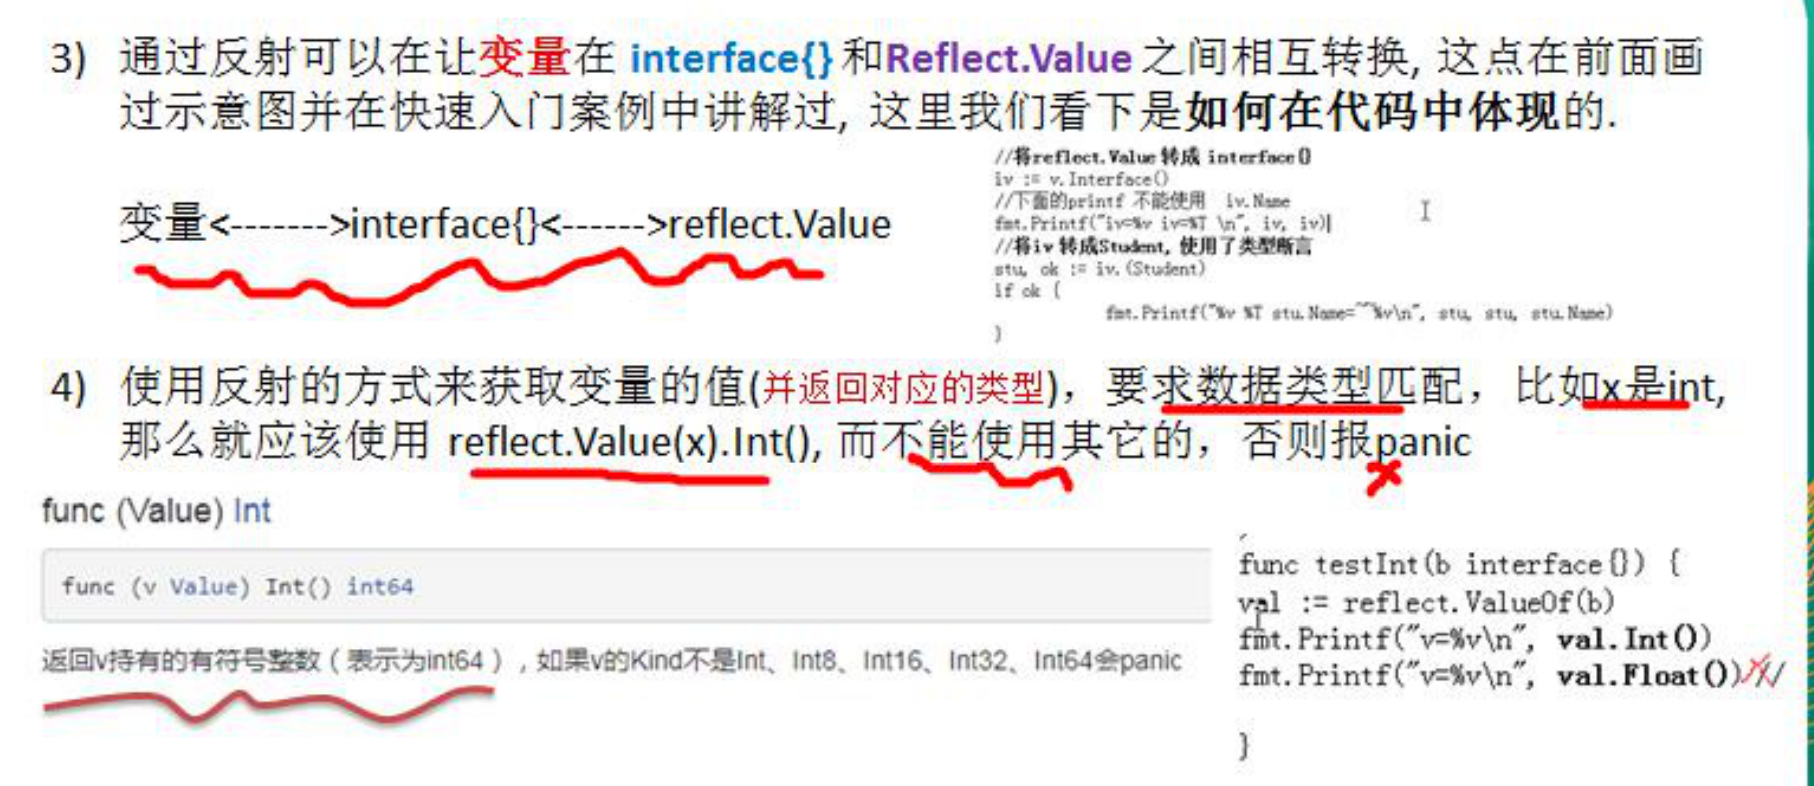 3) 通过反射可以在让变量在 interface{} 和Reflect.Value 之间相互转换, 这点在前面画
过示意图并在快速入门案例中讲解过, 这里我们看下是如何在代码中体现的.
变量<------->interface{}<------>reflect.Value
//将reflect.Value 转成 interface{}
iv := v.Interface()
//下面的printf 不能使用 iv.Name
fmt.Printf("iv=%v iv=%T \n", iv, iv)
//将iv 转成Student, 使用了类型断言
stu, ok := iv.(Student)
if ok {
fmt.Printf("%v %T stu.Name=~~%v\n", stu, stu, stu.Name)
}
4) 使用反射的方式来获取变量的值(并返回对应的类型)，要求数据类型匹配，比如x是int,
那么就应该使用 reflect.Value(x).Int(), 而不能使用其它的，否则报panic
func (Value) Int
func (v Value) Int() int64
返回v持有的有符号整数（表示为int64），如果v的Kind不是Int、Int8、Int16、Int32、Int64会panic
func testInt(b interface{}) {
val := reflect.ValueOf(b)
fmt.Printf("v=%v\n", val.Int())
fmt.Printf("v=%v\n", val.Float())//
}